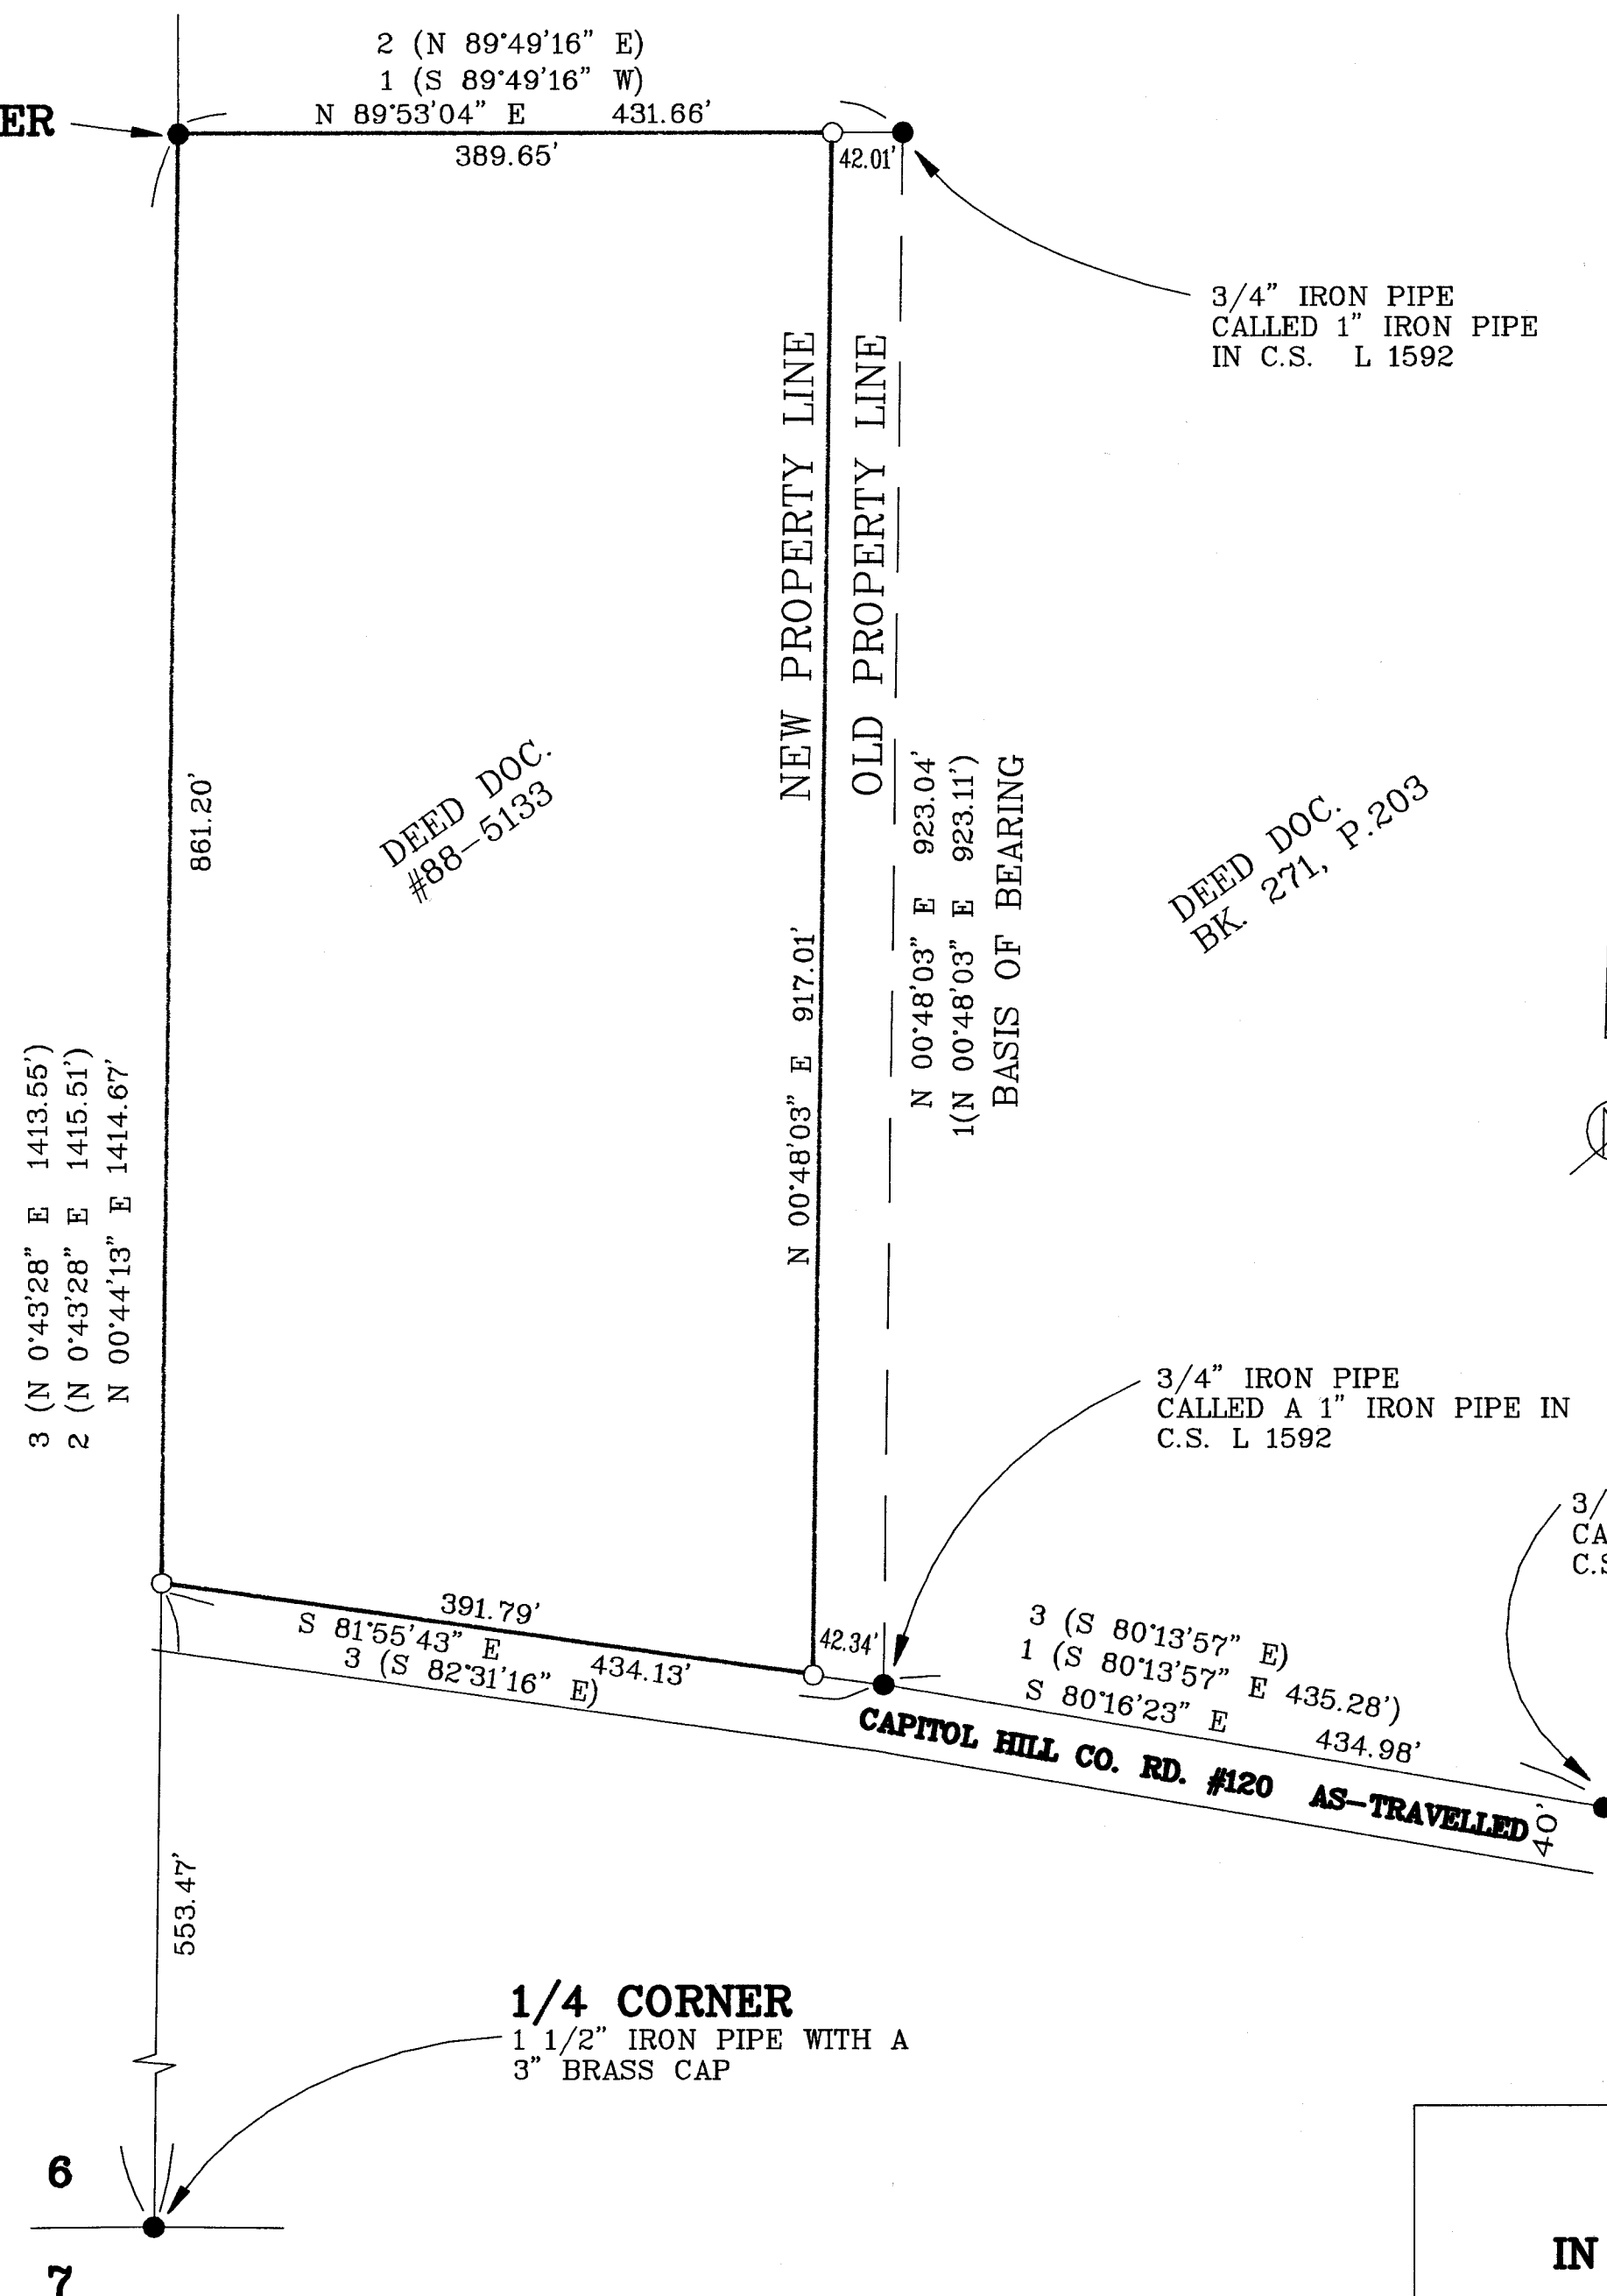 2 (N 89°49'16" E)
1 (S 89°49'16" W)
N 89°53'04" E 431.66'
ER
389.65'
42.01'
3/4" IRON PIPE
CALLED 1" IRON PIPE
IN C.S. L 1592
NEW PROPERTY LINE
OLD PROPERTY LINE
861.20'
DEED DOC.
#88-5133
N 00°48'03" E 917.01'
N 00°48'03" E 923.04'
1(N 00°48'03" E 923.11')
BASIS OF BEARING
DEED DOC.
BK. 271, P.203
3 (N 0°43'28" E 1413.55')
2 (N 0°43'28" E 1415.51')
N 00°44'13" E 1414.67'
3/4" IRON PIPE
CALLED A 1" IRON PIPE IN
C.S. L 1592
3/
CA
C.S
391.79'
S 81°55'43" E 434.13'
3 (S 82°31'16" E)
42.34'
3 (S 80°13'57" E)
1 (S 80°13'57" E 435.28')
S 80°16'23" E 434.98'
CAPITOL HILL CO. RD. #120 AS-TRAVELLED
40'
553.47'
1/4 CORNER
1 1/2" IRON PIPE WITH A
3" BRASS CAP
6
7
IN